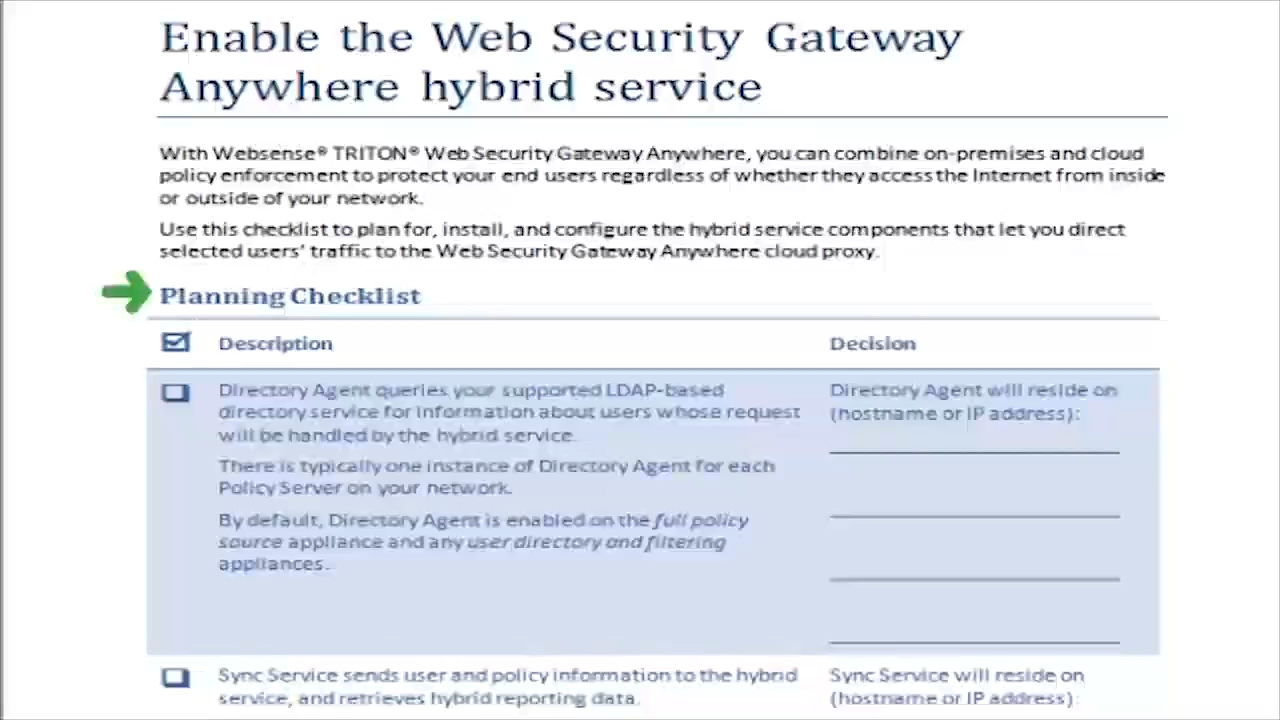 Enable the Web Security Gateway
Anywhere hybrid service
With Websense® TRITON® Web Security Gateway Anywhere, you can combine on-premises and cloud
policy enforcement to protect your end users regardless of whether they access the Internet from inside
or outside of your network.
Use this checklist to plan for, install, and configure the hybrid service components that let you direct
selected users' traffic to the Web Security Gateway Anywhere cloud proxy.
Planning Checklist
Description
Decision
Directory Agent queries your supported LDAP-based
directory service for information about users whose request
will be handled by the hybrid service.
There is typically one instance of Directory Agent for each
Policy Server on your network.
By default, Directory Agent is enabled on the full policy
source appliance and any user directory and filtering
appliances.
Directory Agent will reside on
(hostname or IP address):
Sync Service sends user and policy information to the hybrid
service, and retrieves hybrid reporting data.
Sync Service will reside on
(hostname or IP address):